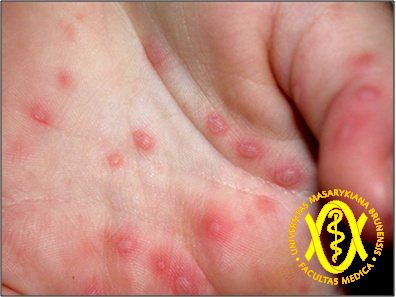 UNIVERSITAS MASARYKIANA BRUNENSIS
• FACULTAS MEDICA •